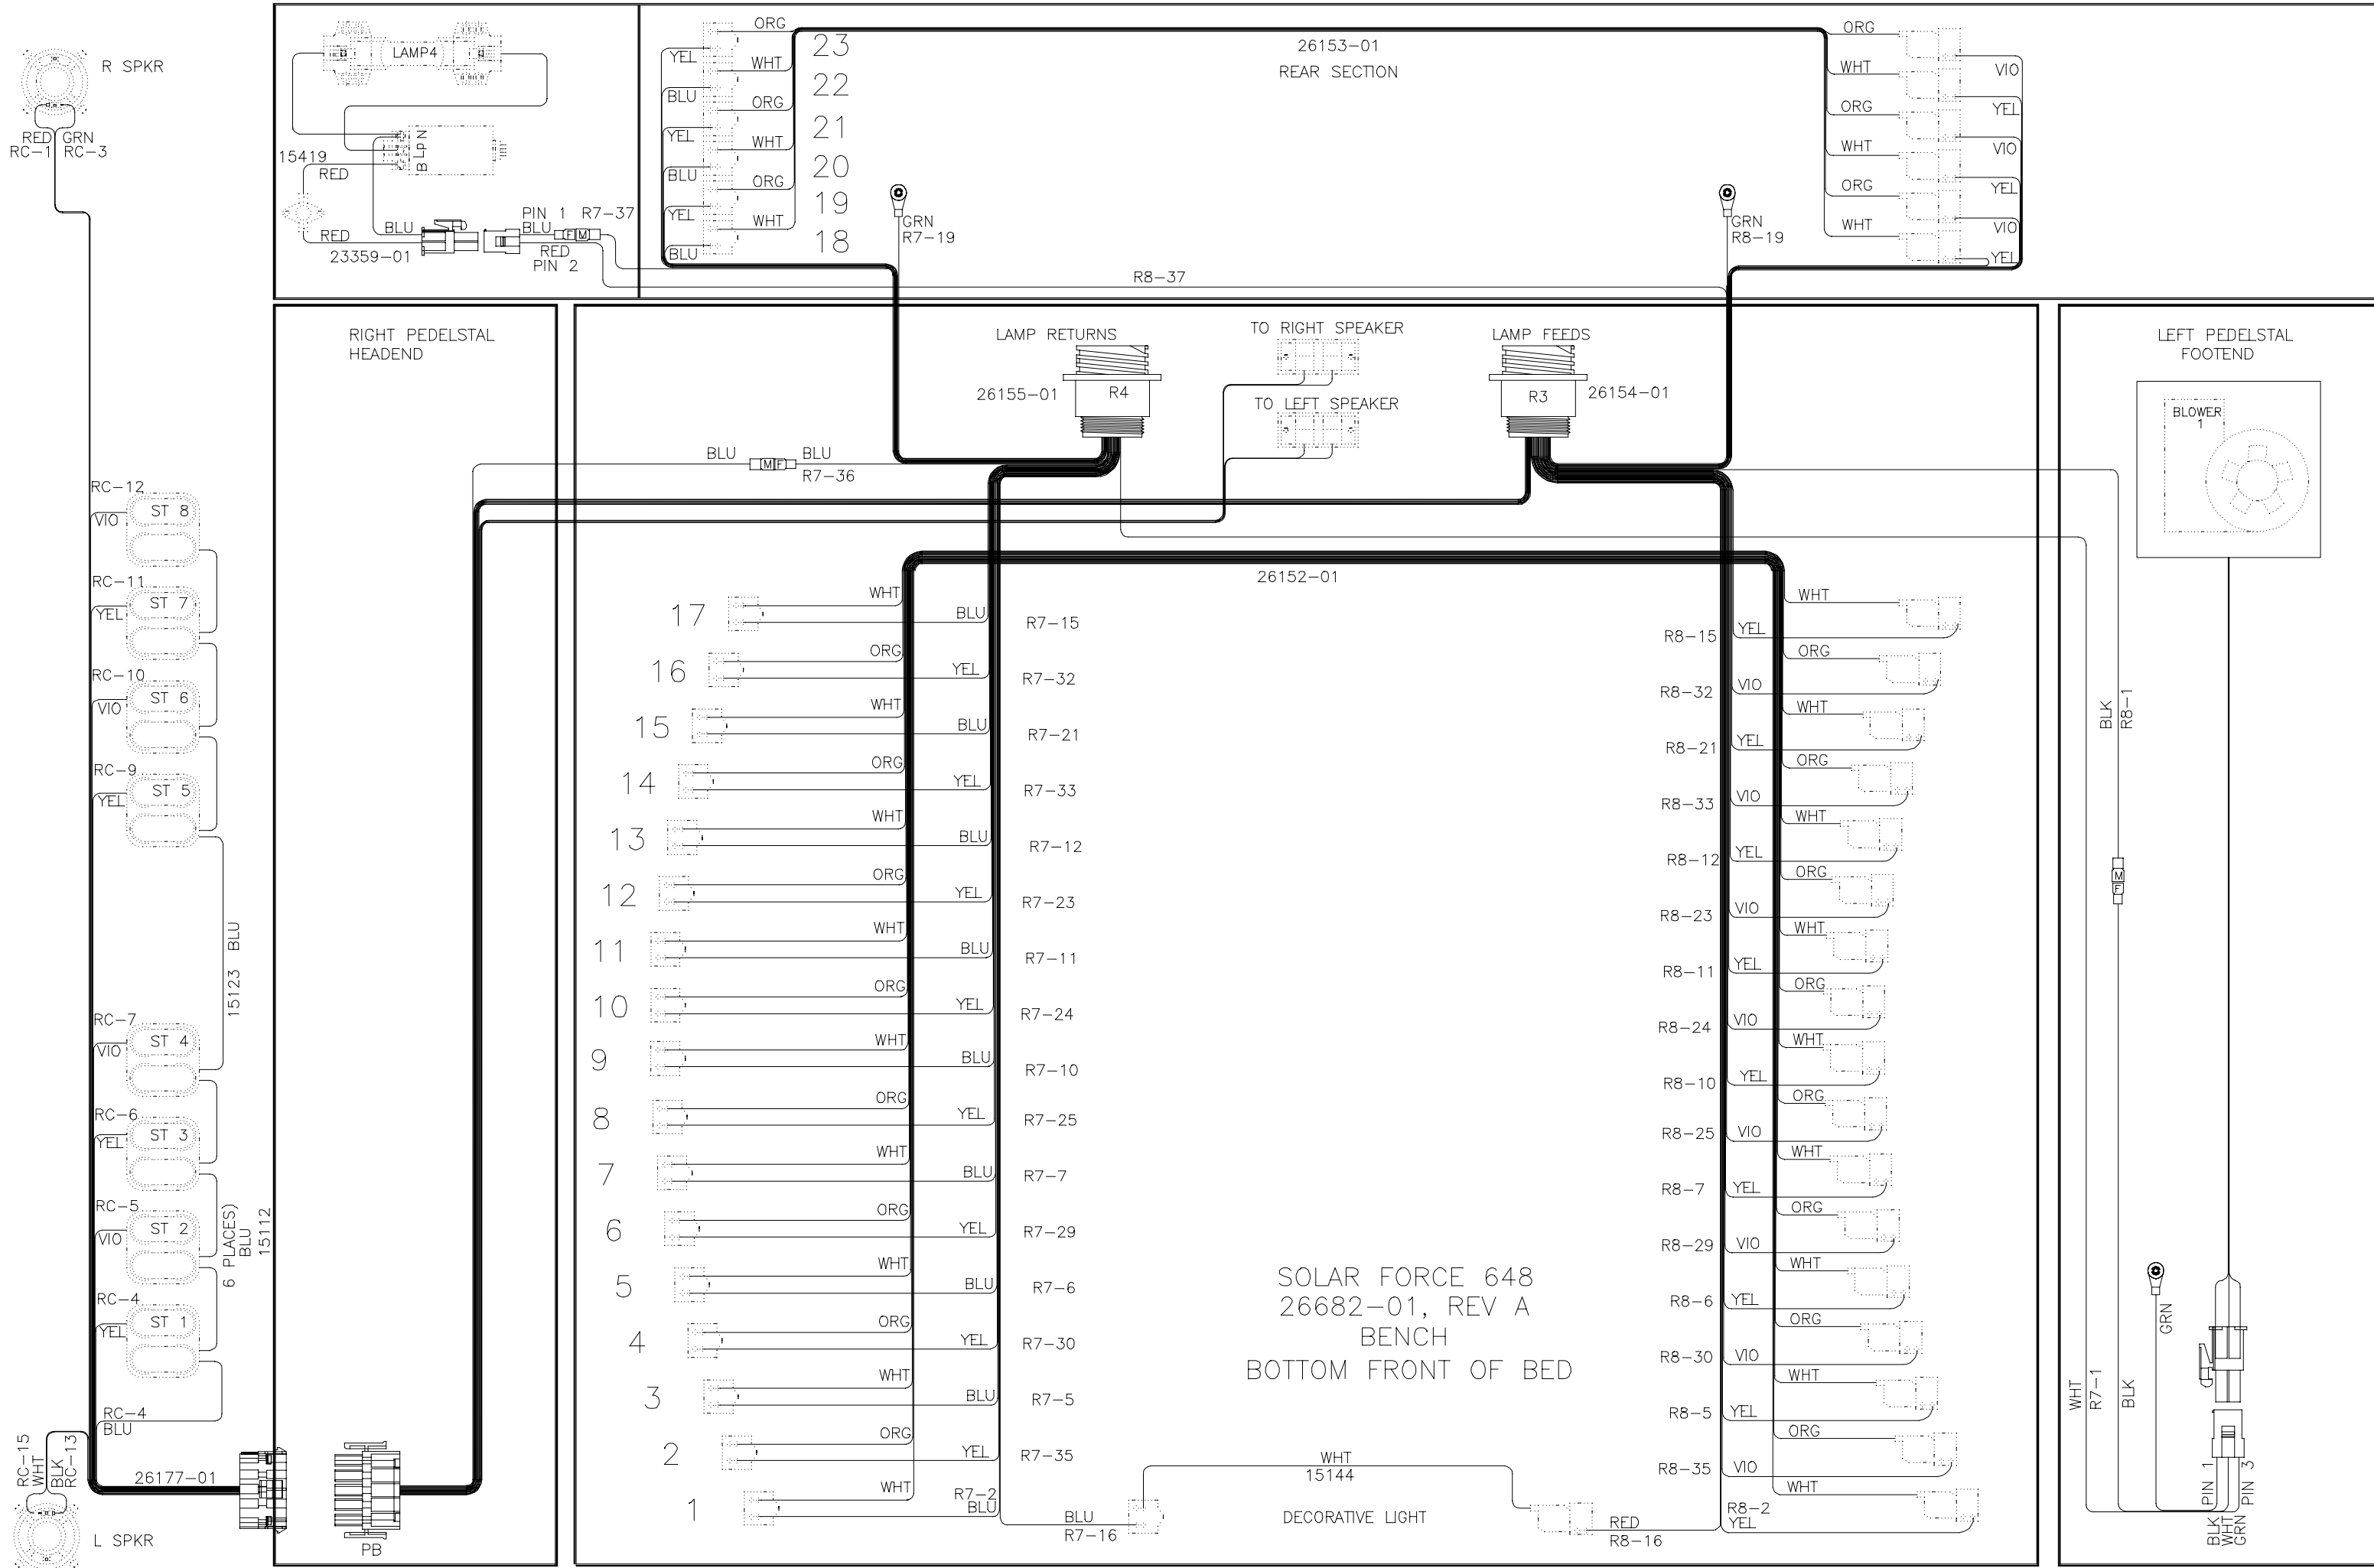 R SPKR
RED GRN
RC-1 RC-3
RC-12
VIO
ST 8
RC-11
YEL
ST 7
RC-10
VIO
ST 6
RC-9
YEL
ST 5
15123 BLU
RC-7
VIO
ST 4
RC-6
YEL
ST 3
RC-5
VIO
ST 2
6 PLACES)
BLU
15112
RC-4
YEL
ST 1
RC-4
BLU
RC-15
WHT
BLK
RC-13
26177-01
L SPKR
LAMP4
B Lp N
15419
RED
RED
BLU
23359-01
PIN 1 R7-37
BLU
F M
RED
PIN 2
R8-37
26153-01
REAR SECTION
ORG
YEL
23
WHT
BLU
22
ORG
YEL
21
WHT
BLU
20
ORG
YEL
19
WHT
BLU
18
GRN
R7-19
GRN
R8-19
ORG
VIO
WHT
YEL
ORG
VIO
WHT
YEL
ORG
VIO
WHT
YEL
RIGHT PEDELSTAL
HEADEND
PB
LAMP RETURNS
26155-01
R4
TO RIGHT SPEAKER
TO LEFT SPEAKER
LAMP FEEDS
R3
26154-01
BLU
M F
BLU
R7-36
26152-01
17
WHT
BLU
R7-15
16
ORG
YEL
R7-32
15
WHT
BLU
R7-21
14
ORG
YEL
R7-33
13
WHT
BLU
R7-12
12
ORG
YEL
R7-23
11
WHT
BLU
R7-11
10
ORG
YEL
R7-24
9
WHT
BLU
R7-10
8
ORG
YEL
R7-25
7
WHT
BLU
R7-7
6
ORG
YEL
R7-29
5
WHT
BLU
R7-6
4
ORG
YEL
R7-30
3
WHT
BLU
R7-5
2
ORG
YEL
R7-35
1
WHT
R7-2
BLU
BLU
R7-16
WHT
15144
DECORATIVE LIGHT
RED
R8-16
SOLAR FORCE 648
26682-01, REV A
BENCH
BOTTOM FRONT OF BED
WHT
R8-15
YEL
ORG
R8-32
VIO
WHT
R8-21
YEL
ORG
R8-33
VIO
WHT
R8-12
YEL
ORG
R8-23
VIO
WHT
R8-11
YEL
ORG
R8-24
VIO
WHT
R8-10
YEL
ORG
R8-25
VIO
WHT
R8-7
YEL
ORG
R8-29
VIO
WHT
R8-6
YEL
ORG
R8-30
VIO
WHT
R8-5
YEL
ORG
R8-35
VIO
WHT
R8-2
YEL
LEFT PEDELSTAL
FOOTEND
BLOWER
1
BLK
R8-1
M
F
WHT
R7-1
BLK
GRN
PIN 1
PIN 3
BLK
WHT
GRN